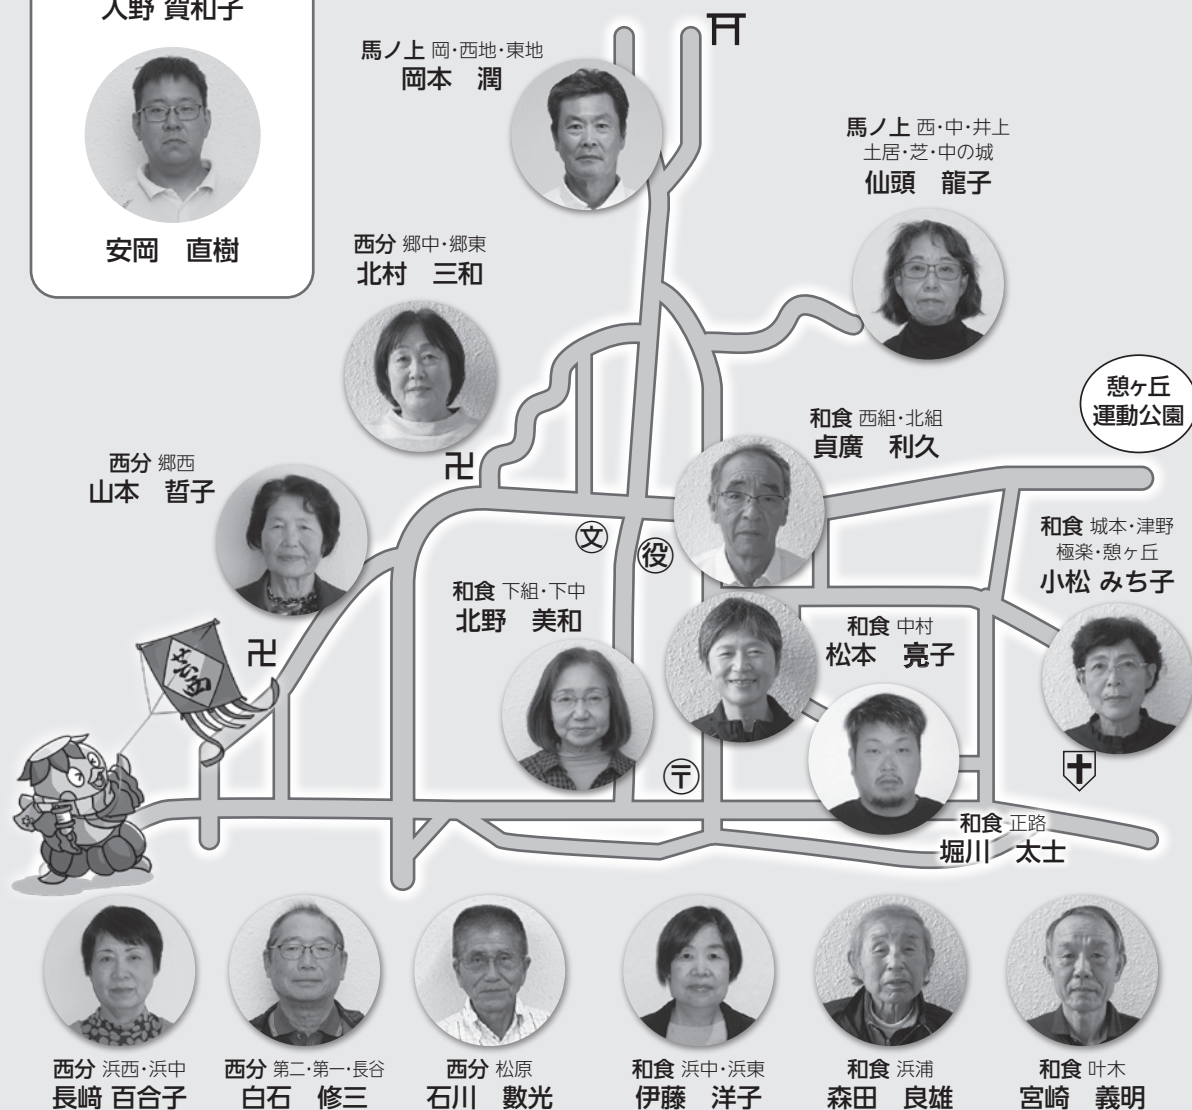 入野 賀和子
安岡　直樹
馬ノ上 岡・西地・東地
岡本　潤
馬ノ上 西・中・井上
土居・芝・中の城
仙頭　龍子
西分 郷中・郷東
北村　三和
憩ヶ丘
運動公園
和食 西組・北組
貞廣　利久
西分 郷西
山本　哲子
卍
文
役
和食 城本・津野
極楽・憩ヶ丘
小松 みち子
和食 下組・下中
北野　美和
和食 中村
松本　亮子
卍
芸西
〒
和食 正路
堀川　太士
西分 浜西・浜中
長﨑 百合子
西分 第二・第一・長谷
白石　修三
西分 松原
石川　數光
和食 浜中・浜東
伊藤　洋子
和食 浜浦
森田　良雄
和食 叶木
宮崎　義明